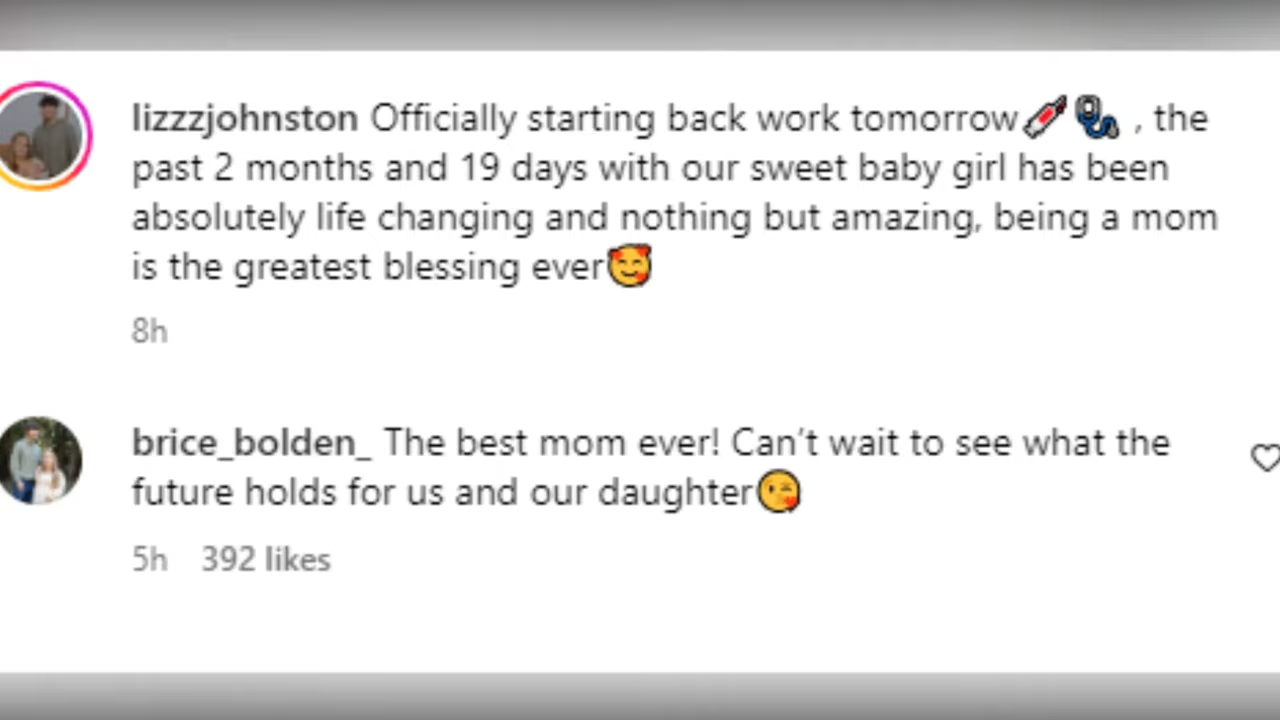 lizzzjohnston Officially starting back work tomorrow💉🩺 , the
past 2 months and 19 days with our sweet baby girl has been
absolutely life changing and nothing but amazing, being a mom
is the greatest blessing ever🥰
8h
brice_bolden_ The best mom ever! Can’t wait to see what the
future holds for us and our daughter😘
5h 392 likes